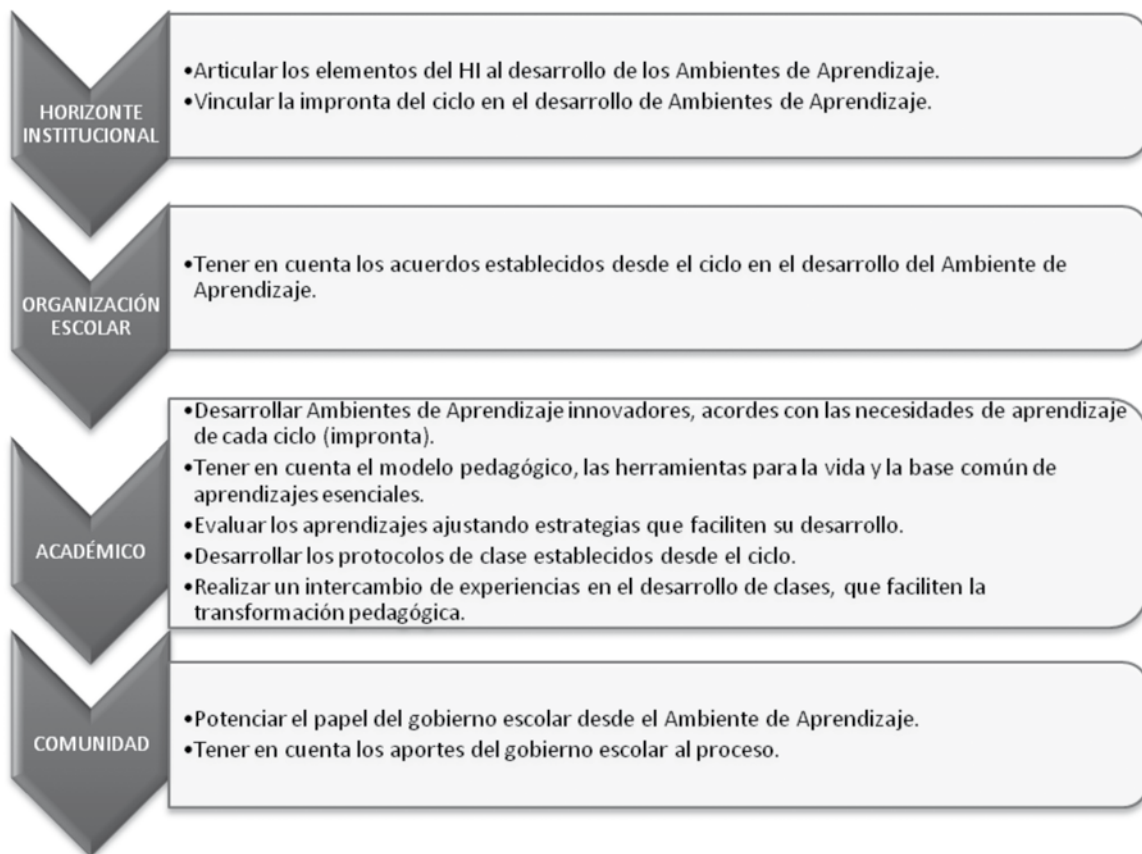 HORIZONTE
INSTITUCIONAL
•Articular los elementos del HI al desarrollo de los Ambientes de Aprendizaje.
•Vincular la impronta del ciclo en el desarrollo de Ambientes de Aprendizaje.
ORGANIZACIÓN
ESCOLAR
•Tener en cuenta los acuerdos establecidos desde el ciclo en el desarrollo del Ambiente de
Aprendizaje.
ACADÉMICO
•Desarrollar Ambientes de Aprendizaje innovadores, acordes con las necesidades de aprendizaje
de cada ciclo (impronta).
•Tener en cuenta el modelo pedagógico, las herramientas para la vida y la base común de
aprendizajes esenciales.
•Evaluar los aprendizajes ajustando estrategias que faciliten su desarrollo.
•Desarrollar los protocolos de clase establecidos desde el ciclo.
•Realizar un intercambio de experiencias en el desarrollo de clases, que faciliten la
transformación pedagógica.
COMUNIDAD
•Potenciar el papel del gobierno escolar desde el Ambiente de Aprendizaje.
•Tener en cuenta los aportes del gobierno escolar al proceso.